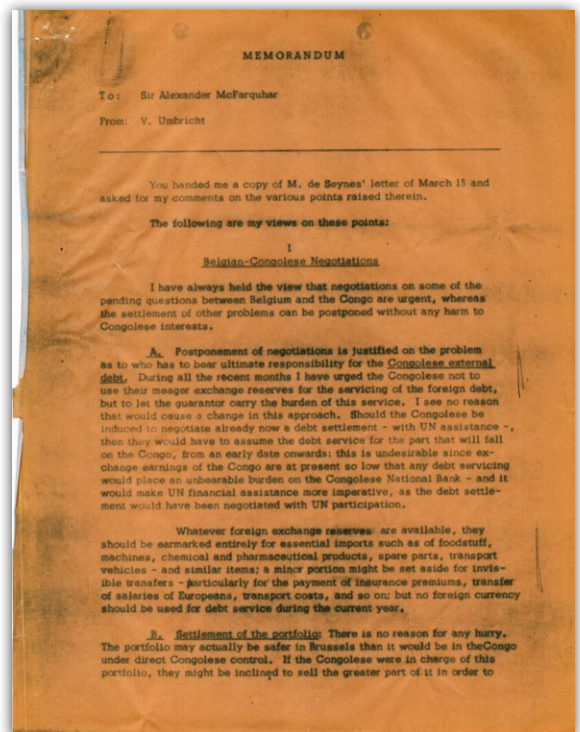 MEMORANDUM
To: Sir Alexander McFarquhar
From: V. Umbricht
You handed me a copy of M. de Seynes' letter of March 15 and
asked for my comments on the various points raised therein.
The following are my views on these points:
I
Belgian-Congolese Negotiations
I have always held the view that negotiations on some of the
pending questions between Belgium and the Congo are urgent, whereas
the settlement of other problems can be postponed without any harm to
Congolese interests.
A. Postponement of negotiations is justified on the problem
as to who has to bear ultimate responsibility for the Congolese external
debt. During all the recent months I have urged the Congolese not to
use their meager exchange reserves for the servicing of the foreign debt,
but to let the guarantor carry the burden of this service. I see no reason
that would cause a change in this approach. Should the Congolese be
induced to negotiate already now a debt settlement - with UN assistance -,
then they would have to assume the debt service for the part that will fall
on the Congo, from an early date onwards: this is undesirable since ex-
change earnings of the Congo are at present so low that any debt servicing
would place an unbearable burden on the Congolese National Bank - and it
would make UN financial assistance more imperative, as the debt settle-
ment would have been negotiated with UN participation.
Whatever foreign exchange reserves are available, they
should be earmarked entirely for essential imports such as of foodstuff,
machines, chemical and pharmaceutical products, spare parts, transport
vehicles - and similar items; a minor portion might be set aside for invis-
ible transfers - particularly for the payment of insurance premiums, transfer
of salaries of Europeans, transport costs, and so on; but no foreign currency
should be used for debt service during the current year.
B. Settlement of the portfolio: There is no reason for any hurry.
The portfolio may actually be safer in Brussels than it would be in theCongo
under direct Congolese control. If the Congolese were in charge of this
portfolio, they might be inclined to sell the greater part of it in order to